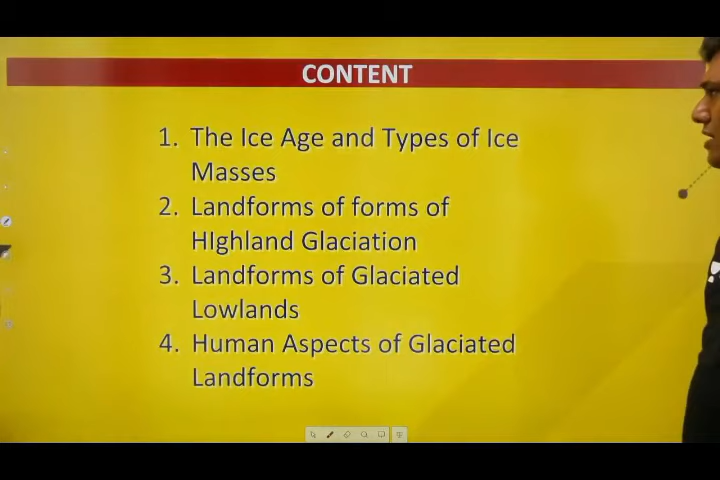 CONTENT
1. The Ice Age and Types of Ice
Masses
2. Landforms of forms of
HIghland Glaciation
3. Landforms of Glaciated
Lowlands
4. Human Aspects of Glaciated
Landforms